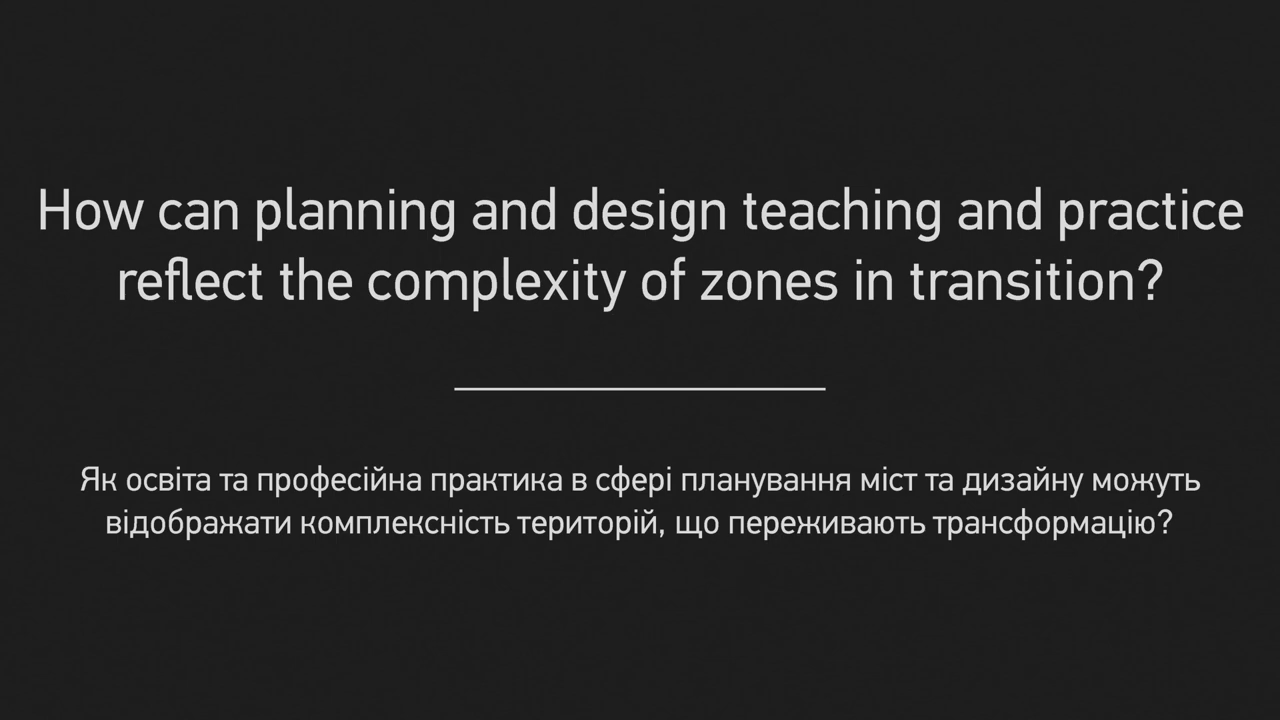 How can planning and design teaching and practice
reflect the complexity of zones in transition?
Як освіта та професійна практика в сфері планування міст та дизайну можуть
відображати комплексність територій, що переживають трансформацію?